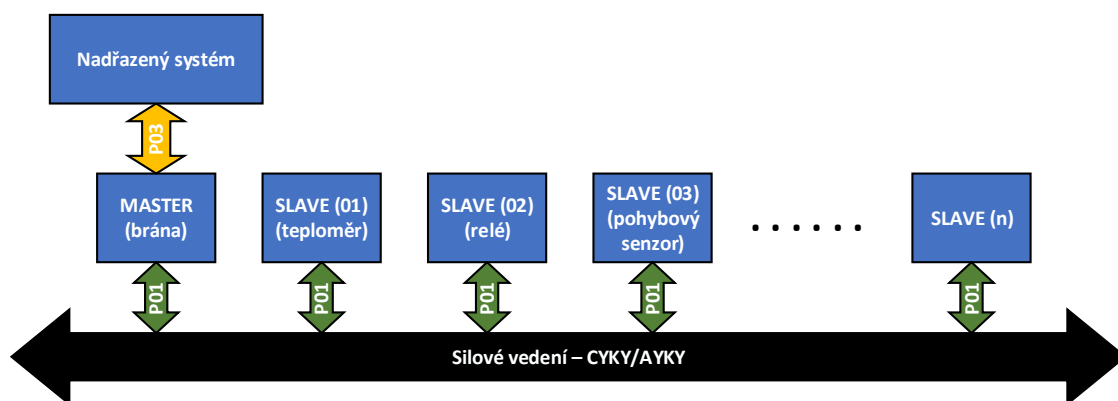 Nadřazený systém
P03
MASTER
(brána)
SLAVE (01)
(teploměr)
SLAVE (02)
(relé)
SLAVE (03)
(pohybový
senzor)
. . . . . .
SLAVE (n)
P01
P01
P01
P01
P01
Silové vedení – CYKY/AYKY